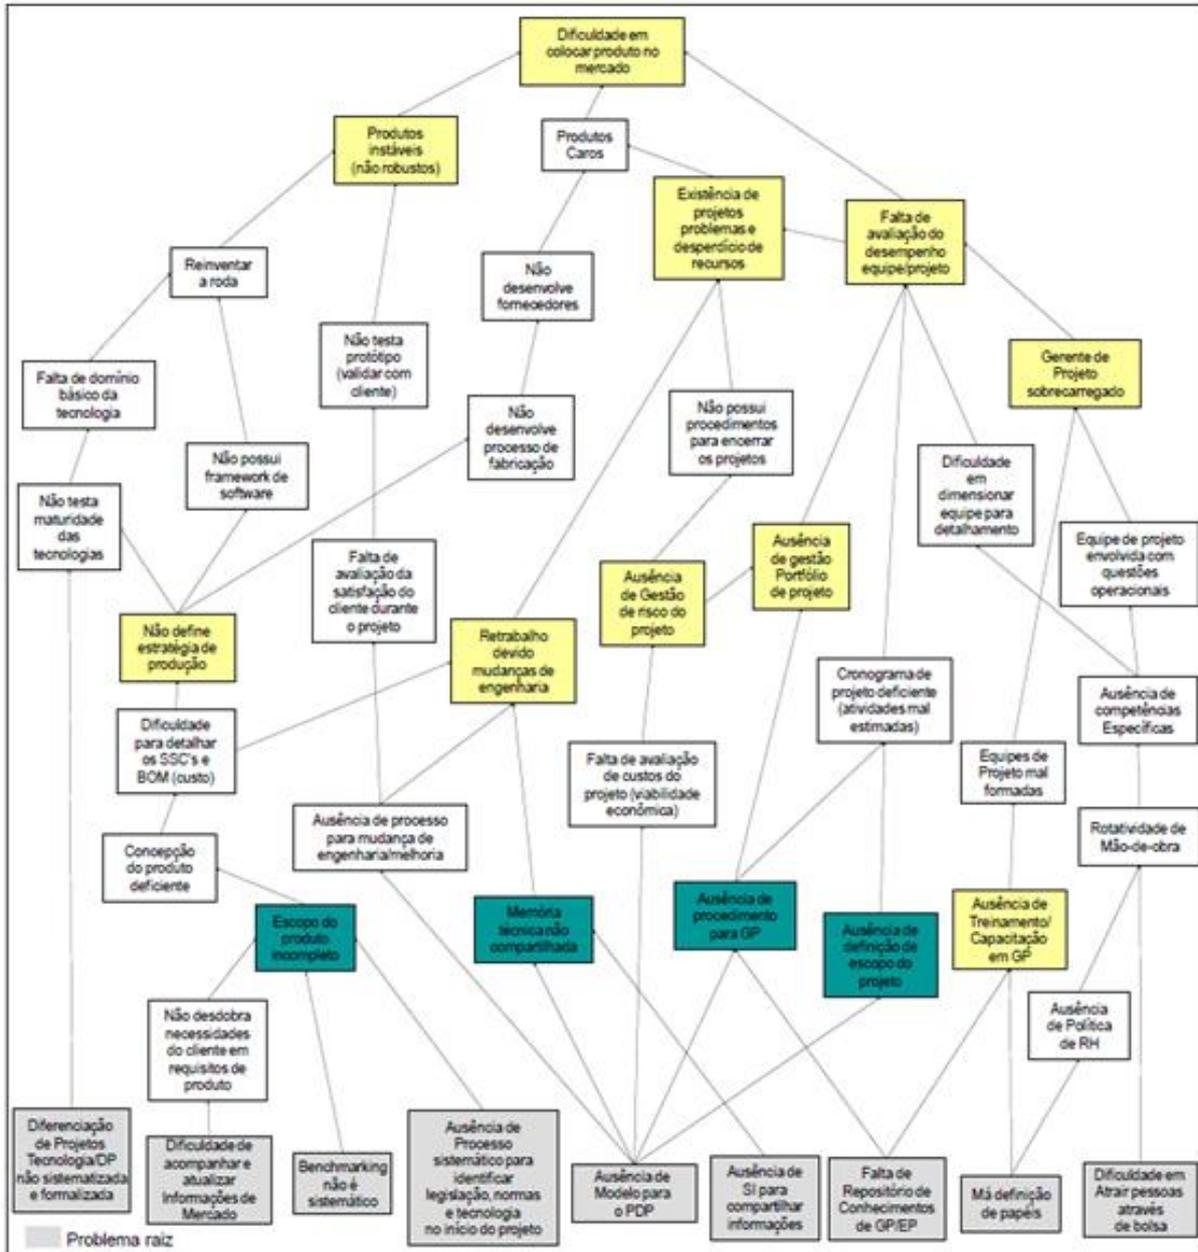 Dificuldade em
colocar produto no
mercado
Produtos
instáveis
(não robustos)
Produtos
Caros
Existência de
projetos
problemas e
desperdício de
recursos
Falta de
avaliação do
desempenho
equipe/projeto
Reinventar
a roda
Não
desenvolve
fornecedores
Não testa
protótipo
(validar com
cliente)
Gerente de
Projeto
sobrecarregado
Falta de domínio
básico da
tecnologia
Não
desenvolve
processo de
fabricação
Não possui
procedimentos
para encerrar
os projetos
Não possui
framework de
software
Dificuldade
em
dimensionar
equipe para
detalhamento
Não testa
maturidade
das
tecnologias
Falta de
avaliação da
satisfação do
cliente durante
o projeto
Ausência de Gestão
de risco do
projeto
Ausência
de gestão
Portfólio
de projeto
Equipe de projeto
envolvida com
questões
operacionais
Não define
estratégia de
produção
Retrabalho
devido
mudanças de
engenharia
Cronograma de
projeto deficiente
(atividades mal
estimadas)
Ausência de
competências
Específicas
Dificuldade
para detalhar
os SSC's e
BOM (custo)
Falta de avaliação
de custos do
projeto (viabilidade
econômica)
Equipes de
Projeto mal
formadas
Ausência de processo
para mudança de
engenharia/melhoria
Rotatividade de
Mão-de-obra
Concepção
do produto
deficiente
Escopo do
produto
incompleto
Memória
técnica não
compartilhada
Ausência de
procedimento
para GP
Ausência de
definição de
escopo do
projeto
Ausência de
Treinamento/
Capacitação
em GP
Não desdobra
necessidades
do cliente em
requisitos de
produto
Ausência
de Política
de RH
Diferenciação
de Projetos
Tecnologia/DP
não sistematizada
e formalizada
Dificuldade de
acompanhar e
atualizar
Informações de
Mercado
Benchmarking
não é
sistemático
Ausência de
Processo
sistemático para
identificar
legislação, normas
e tecnologia
no início do projeto
Ausência de
Modelo para
o PDP
Ausência de
SI para
compartilhar
informações
Falta de
Repositório de
Conhecimentos
de GP/EP
Má definição
de papéis
Dificuldade em
Atrair pessoas
através
de bolsa
Problema raiz